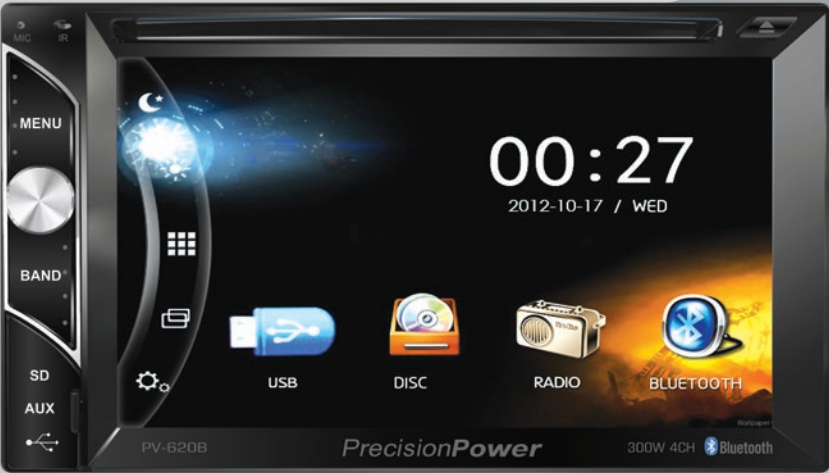 MIC IR
MENU
BAND
SD
AUX
00:27
2012-10-17 / WED
USB DISC RADIO BLUETOOTH
Wallpaper
PV-620B PrecisionPower 300W 4CH Bluetooth